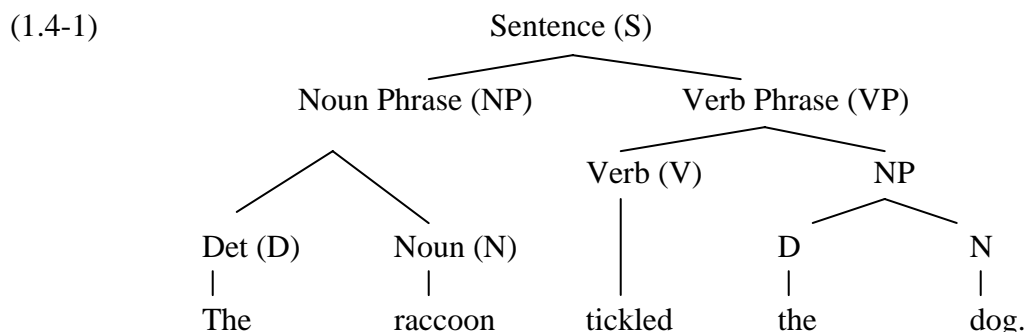 (1.4-1) Sentence (S)
Noun Phrase (NP) Verb Phrase (VP)
Verb (V) NP
Det (D) Noun (N) D N
The raccoon tickled the dog.